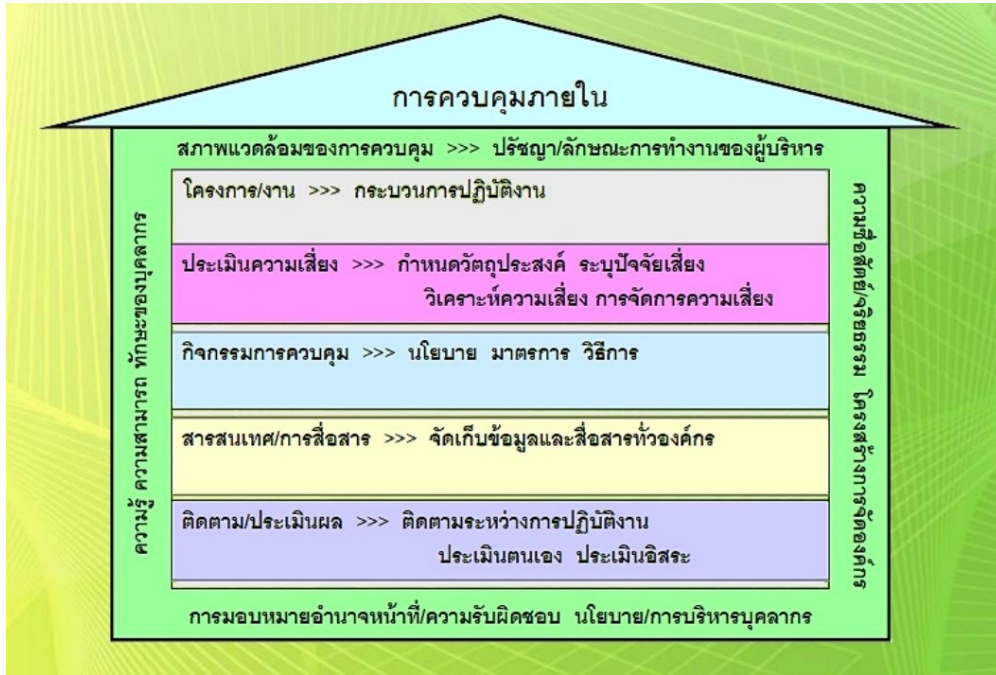 การควบคุมภายใน
สภาพแวดล้อมของการควบคุม >>> ปรัชญา/ลักษณะการทำงานของผู้บริหาร
โครงการ/งาน >>> กระบวนการปฏิบัติงาน
ประเมินความเสี่ยง >>> กำหนดวัตถุประสงค์ ระบุปัจจัยเสี่ยง
วิเคราะห์ความเสี่ยง การจัดการความเสี่ยง
กิจกรรมการควบคุม >>> นโยบาย มาตรการ วิธีการ
สารสนเทศ/การสื่อสาร >>> จัดเก็บข้อมูลและสื่อสารทั่วองค์กร
ติดตาม/ประเมินผล >>> ติดตามระหว่างการปฏิบัติงาน
ประเมินตนเอง ประเมินอิสระ
ความรู้ ความสามารถ ทักษะของบุคลากร
ความซื่อสัตย์/จริยธรรม โครงสร้างการจัดองค์กร
การมอบหมายอำนาจหน้าที่/ความรับผิดชอบ นโยบาย/การบริหารบุคลากร